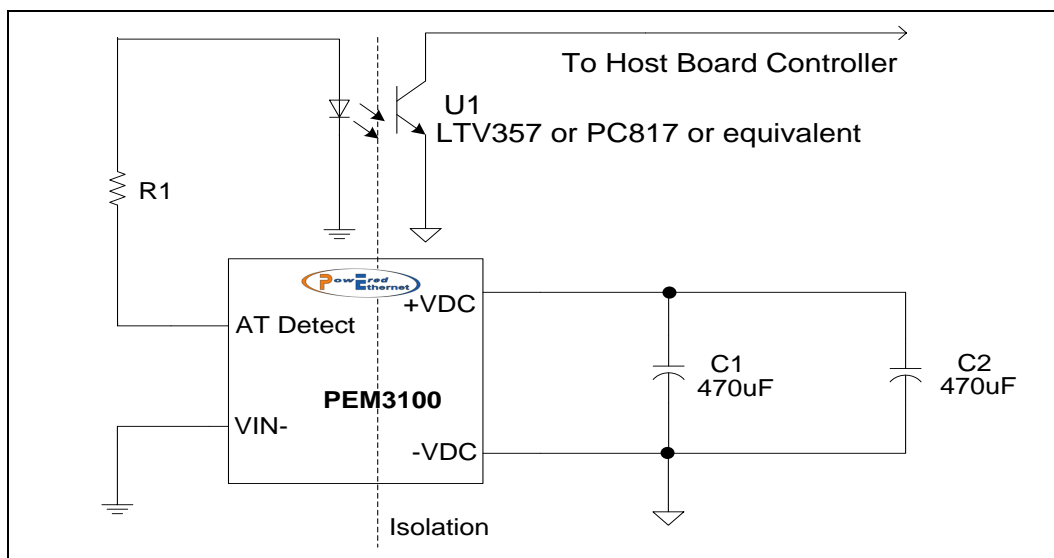 To Host Board Controller
U1
LTV357 or PC817 or equivalent
R1
PowEred
Ethernet
+VDC
AT Detect
C1
470uF
C2
470uF
PEM3100
VIN-
-VDC
Isolation